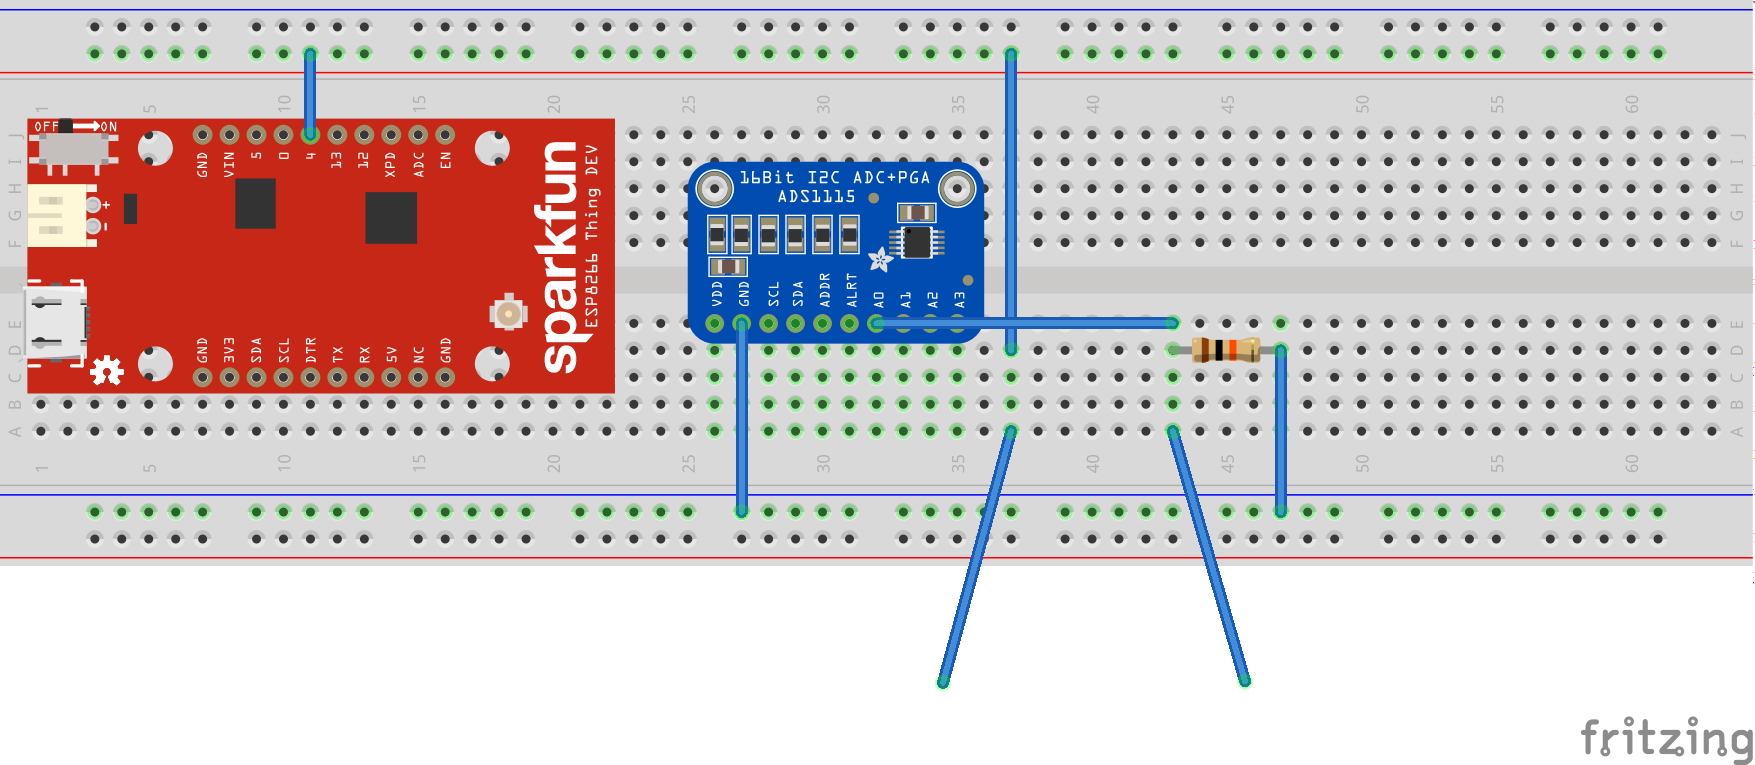 1 5 10 15 20 25 30 35 40 45 50 55 60
OFF ON
GND VIN 5 0 4 13 12 XPD ADC EN
+
-
sparkfun
ESP8266 Thing DEV
GND 3V3 SDA SCL DTR TX RX 5V NC GND
16Bit I2C ADC+PGA
ADS1115
VDD GND SCL SDA ADDR ALRT A0 A1 A2 A3
J J
I I
H H
G G
F F
E E
D D
C C
B B
A A
1 5 10 15 20 25 30 35 40 45 50 55 60
fritzing